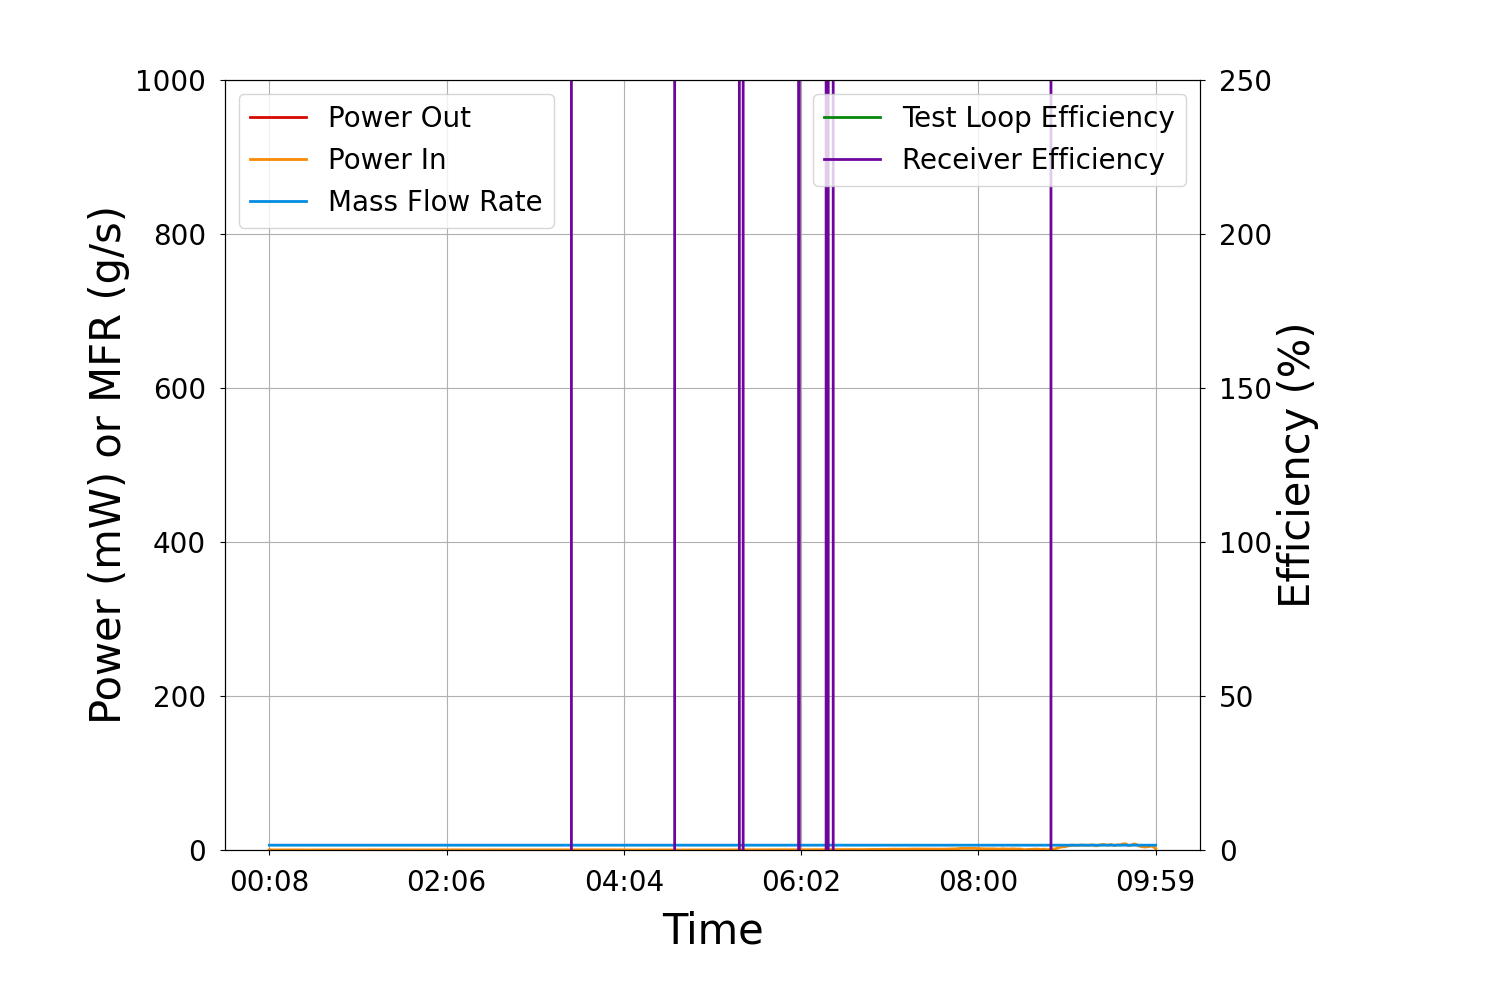 1000
800
600
400
200
0
Power (mW) or MFR (g/s)
Power Out
Power In
Mass Flow Rate
Test Loop Efficiency
Receiver Efficiency
250
200
150
100
50
0
Efficiency (%)
00:08 02:06 04:04 06:02 08:00 09:59
Time